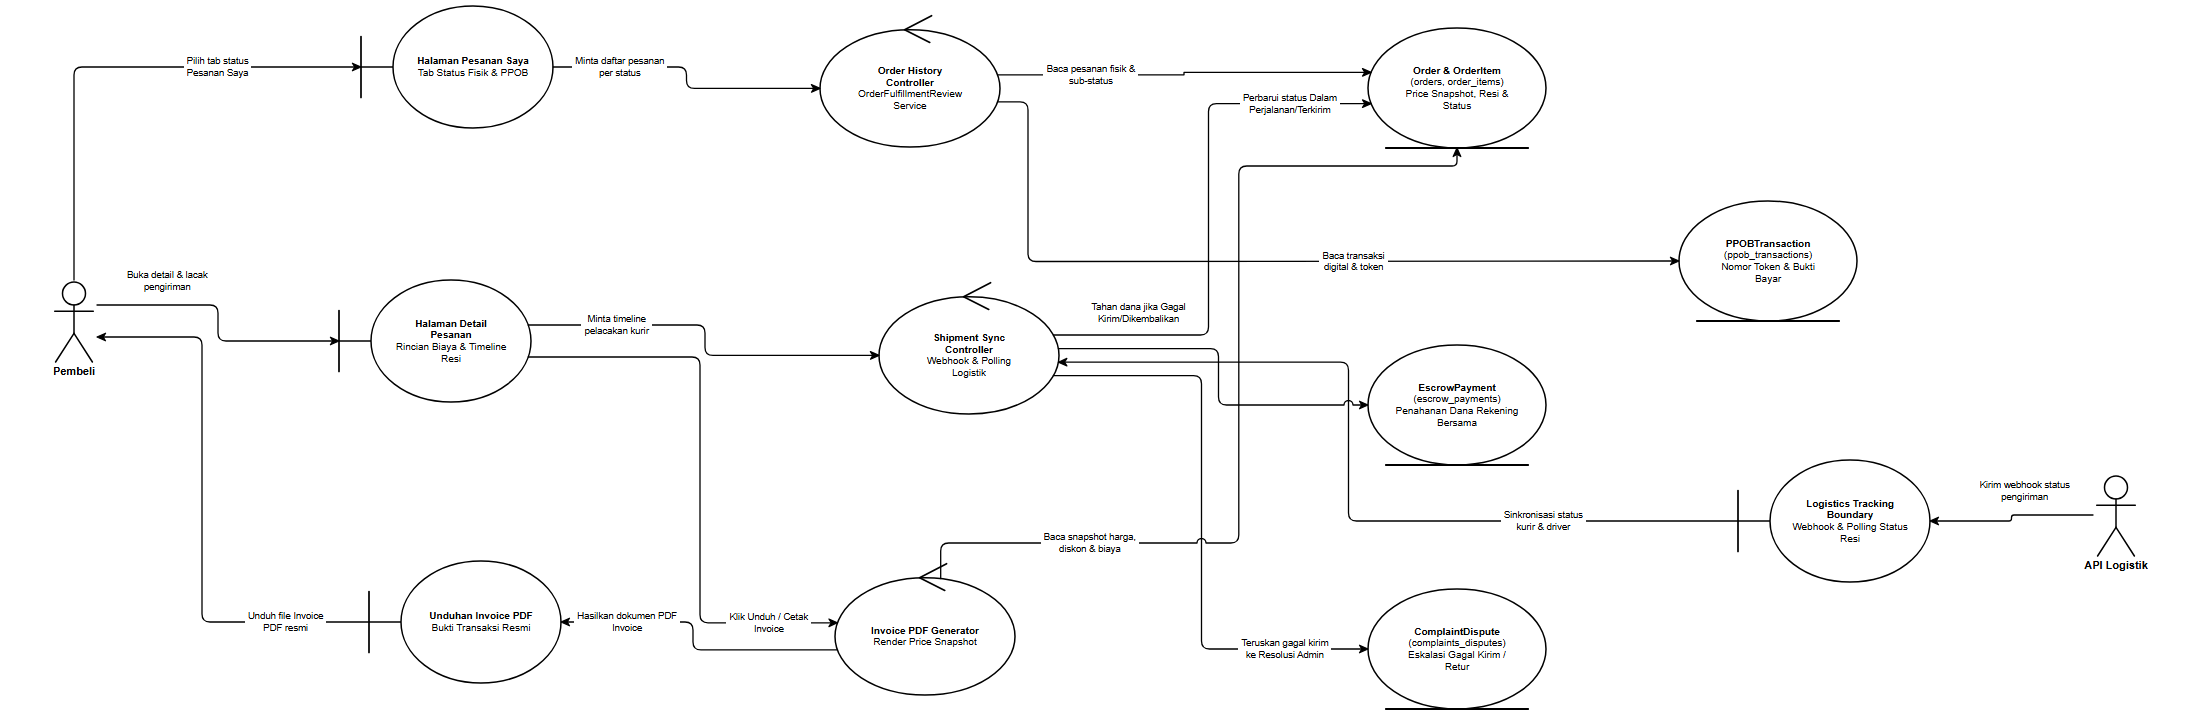 Pilih tab status
Pesanan Saya
Halaman Pesanan Saya
Tab Status Fisik & PPOB
Minta daftar pesanan
per status
Order History
Controller
OrderFulfillmentReview
Service
Baca pesanan fisik &
sub-status
Perbarui status Dalam
Perjalanan/Terkirim
Order & OrderItem
(orders, order_items)
Price Snapshot, Resi &
Status
Baca transaksi
digital & token
PPOBTransaction
(ppob_transactions)
Nomor Token & Bukti
Bayar
Pembeli
Buka detail & lacak
pengiriman
Halaman Detail
Pesanan
Rincian Biaya & Timeline
Resi
Minta timeline
pelacakan kurir
Shipment Sync
Controller
Webhook & Polling
Logistik
Tahan dana jika Gagal
Kirim/Dikembalikan
EscrowPayment
(escrow_payments)
Penahanan Dana Rekening
Bersama
Sinkronisasi status
kurir & driver
Logistics Tracking
Boundary
Webhook & Polling Status
Resi
Kirim webhook status
pengiriman
API Logistik
Baca snapshot harga,
diskon & biaya
Unduh file Invoice
PDF resmi
Unduhan Invoice PDF
Bukti Transaksi Resmi
Hasilkan dokumen PDF
Invoice
Klik Unduh / Cetak
Invoice
Invoice PDF Generator
Render Price Snapshot
Teruskan gagal kirim
ke Resolusi Admin
ComplaintDispute
(complaints_disputes)
Eskalasi Gagal Kirim /
Retur